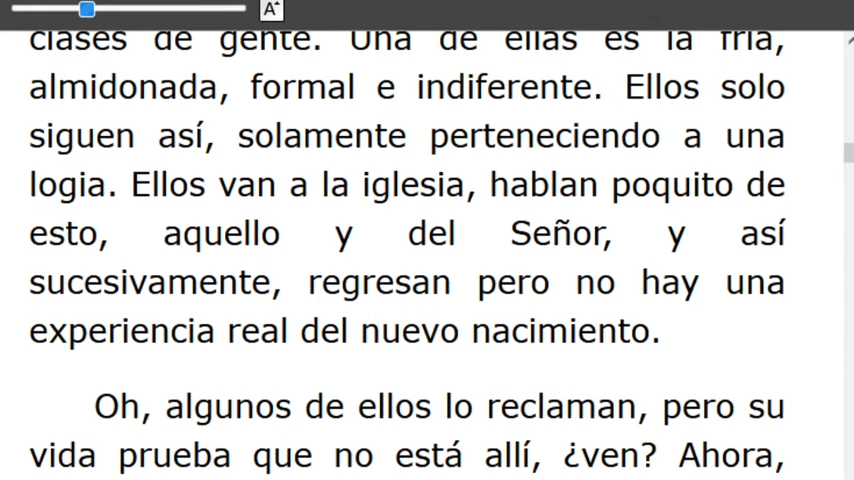 A
clases de gente. Una de ellas es la fría,
almidonada, formal e indiferente. Ellos solo
siguen así, solamente perteneciendo a una
logia. Ellos van a la iglesia, hablan poquito de
esto, aquello y del Señor, y así
sucesivamente, regresan pero no hay una
experiencia real del nuevo nacimiento.
Oh, algunos de ellos lo reclaman, pero su
vida prueba que no está allí, ¿ven? Ahora,